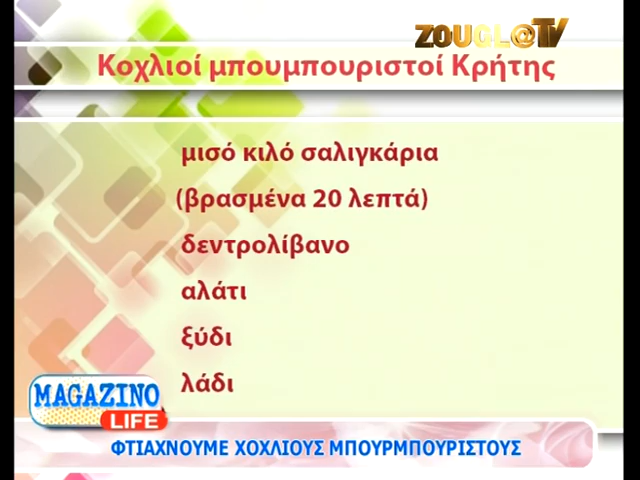 ZOUGL@TV
Κοχλιοί μπουμπουριστοί Κρήτης
μισό κιλό σαλιγκάρια
(βρασμένα 20 λεπτά)
δεντρολίβανο
αλάτι
ξύδι
λάδι
MAGAZINO
LIFE
ΦΤΙΑΧΝΟΥΜΕ ΧΟΧΛΙΟΥΣ ΜΠΟΥΡΜΠΟΥΡΙΣΤΟΥΣ